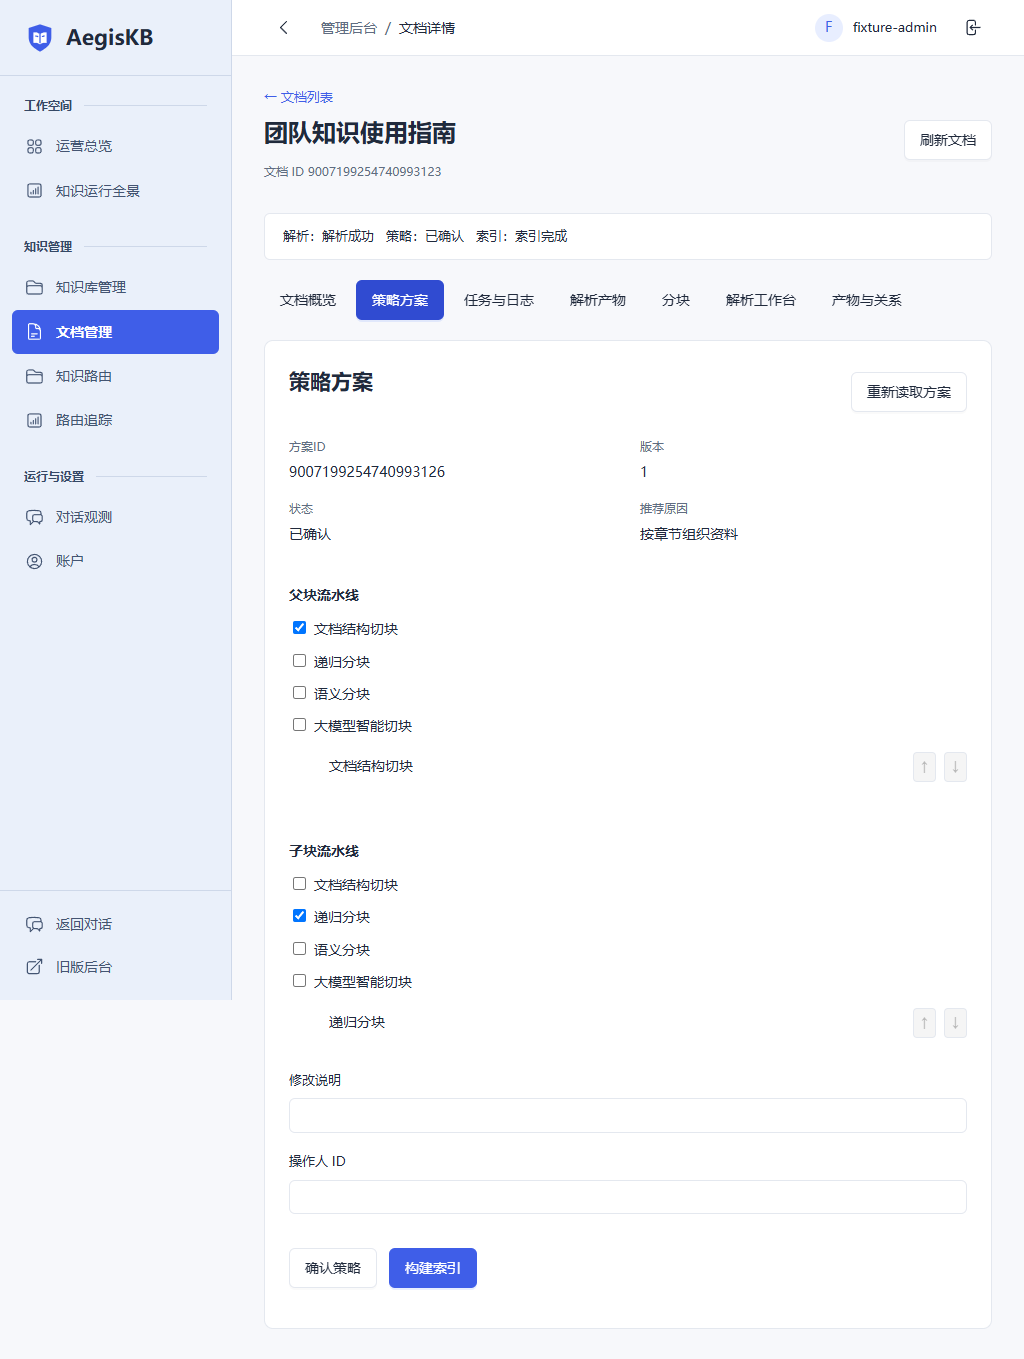 AegisKB
工作空间
运营总览
知识运行全景
知识管理
知识库管理
文档管理
知识路由
路由追踪
运行与设置
对话观测
账户
返回对话
旧版后台
管理后台 / 文档详情
F fixture-admin
← 文档列表
团队知识使用指南
文档 ID 9007199254740993123
刷新文档
解析：解析成功 策略：已确认 索引：索引完成
文档概览 策略方案 任务与日志 解析产物 分块 解析工作台 产物与关系
策略方案
重新读取方案
方案ID
9007199254740993126
版本
1
状态
已确认
推荐原因
按章节组织资料
父块流水线
文档结构切块
递归分块
语义分块
大模型智能切块
文档结构切块 ↑ ↓
子块流水线
文档结构切块
递归分块
语义分块
大模型智能切块
递归分块 ↑ ↓
修改说明
操作人 ID
确认策略 构建索引